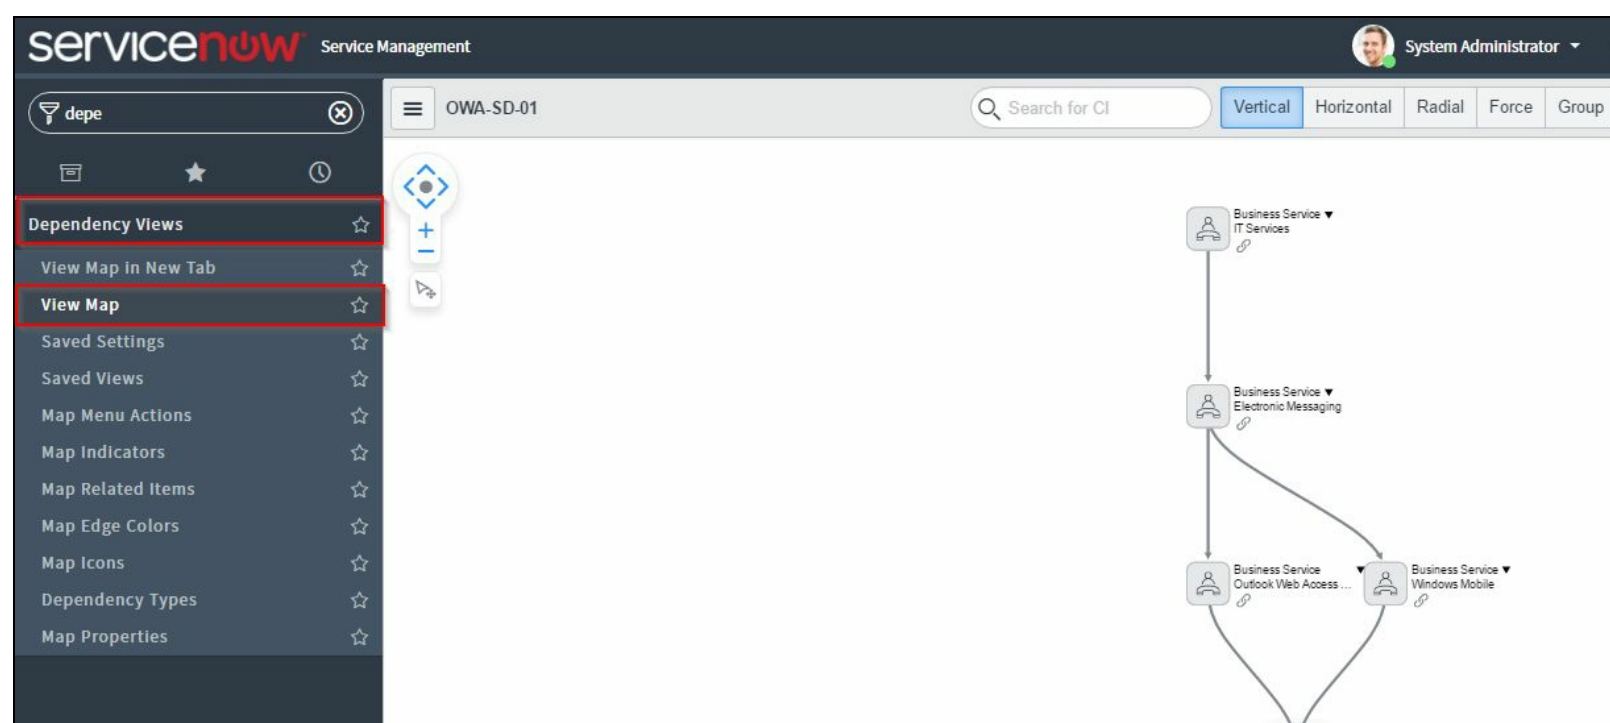 servicenow Service Management
System Administrator
depe
OWA-SD-01
Search for CI
Vertical Horizontal Radial Force Group
Dependency Views
View Map in New Tab
View Map
Saved Settings
Saved Views
Map Menu Actions
Map Indicators
Map Related Items
Map Edge Colors
Map Icons
Dependency Types
Map Properties
Business Service
IT Services
Business Service
Electronic Messaging
Business Service
Outlook Web Access ...
Business Service
Windows Mobile